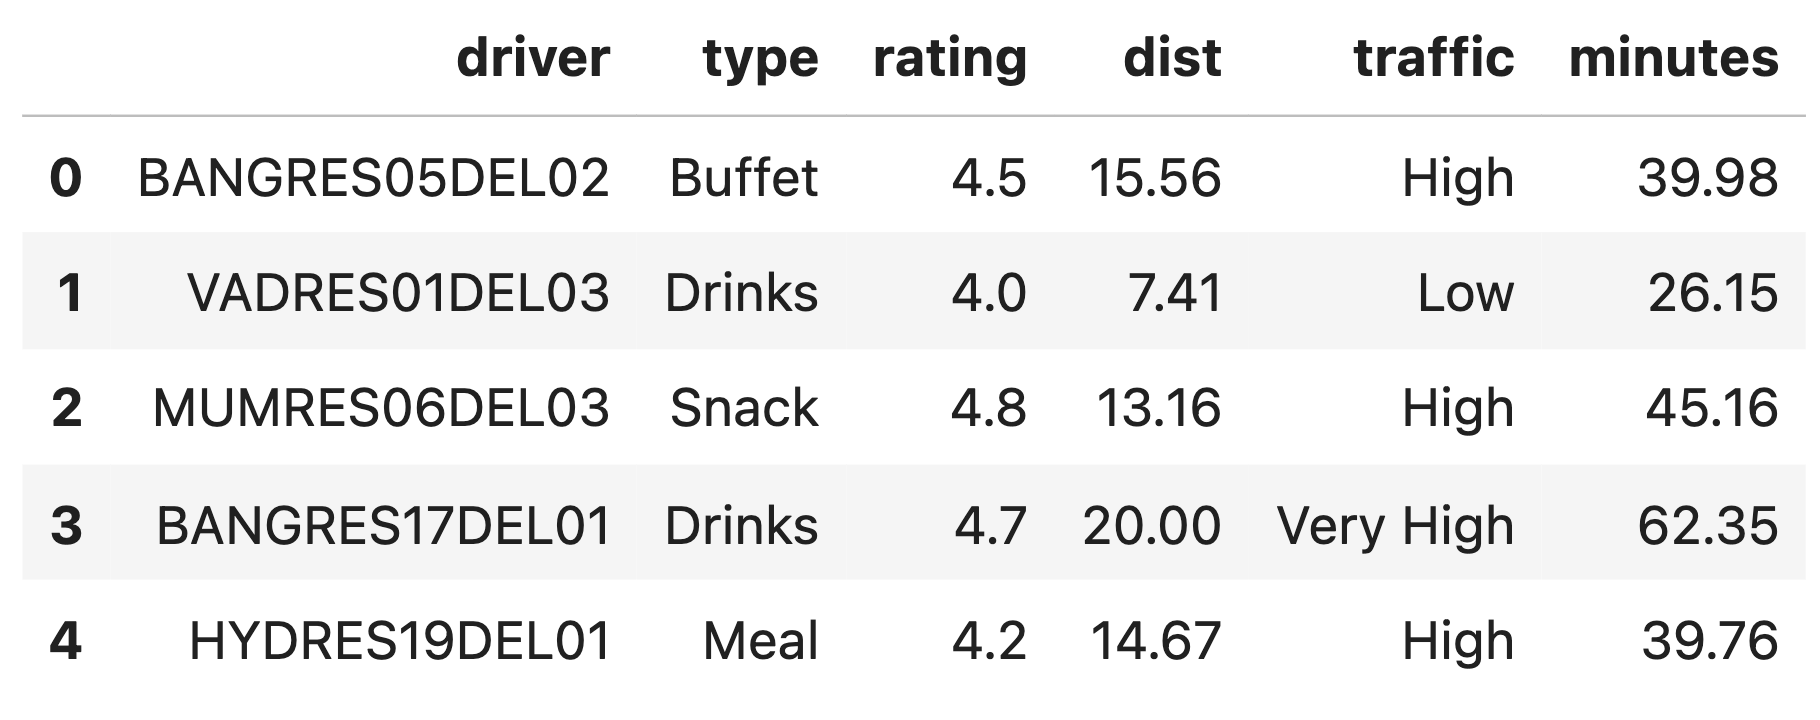 driver type rating dist traffic minutes
0 BANGRES05DEL02 Buffet 4.5 15.56 High 39.98
1 VADRES01DEL03 Drinks 4.0 7.41 Low 26.15
2 MUMRES06DEL03 Snack 4.8 13.16 High 45.16
3 BANGRES17DEL01 Drinks 4.7 20.00 Very High 62.35
4 HYDRES19DEL01 Meal 4.2 14.67 High 39.76